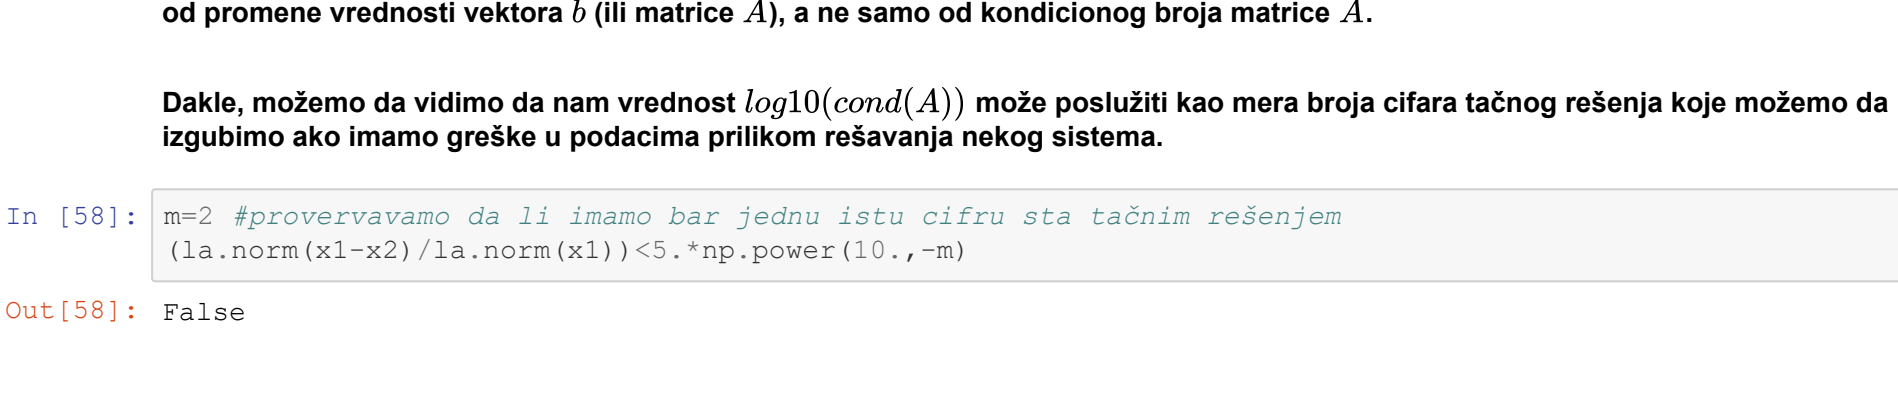 od promene vrednosti vektora b (ili matrice A), a ne samo od kondicionog broja matrice A.
Dakle, možemo da vidimo da nam vrednost log10(cond(A)) može poslužiti kao mera broja cifara tačnog rešenja koje možemo da
izgubimo ako imamo greške u podacima prilikom rešavanja nekog sistema.
In [58]: m=2 #provervavamo da li imamo bar jednu istu cifru sta tačnim rešenjem
(la.norm(x1-x2)/la.norm(x1))<5.*np.power(10.,-m)
Out[58]: False